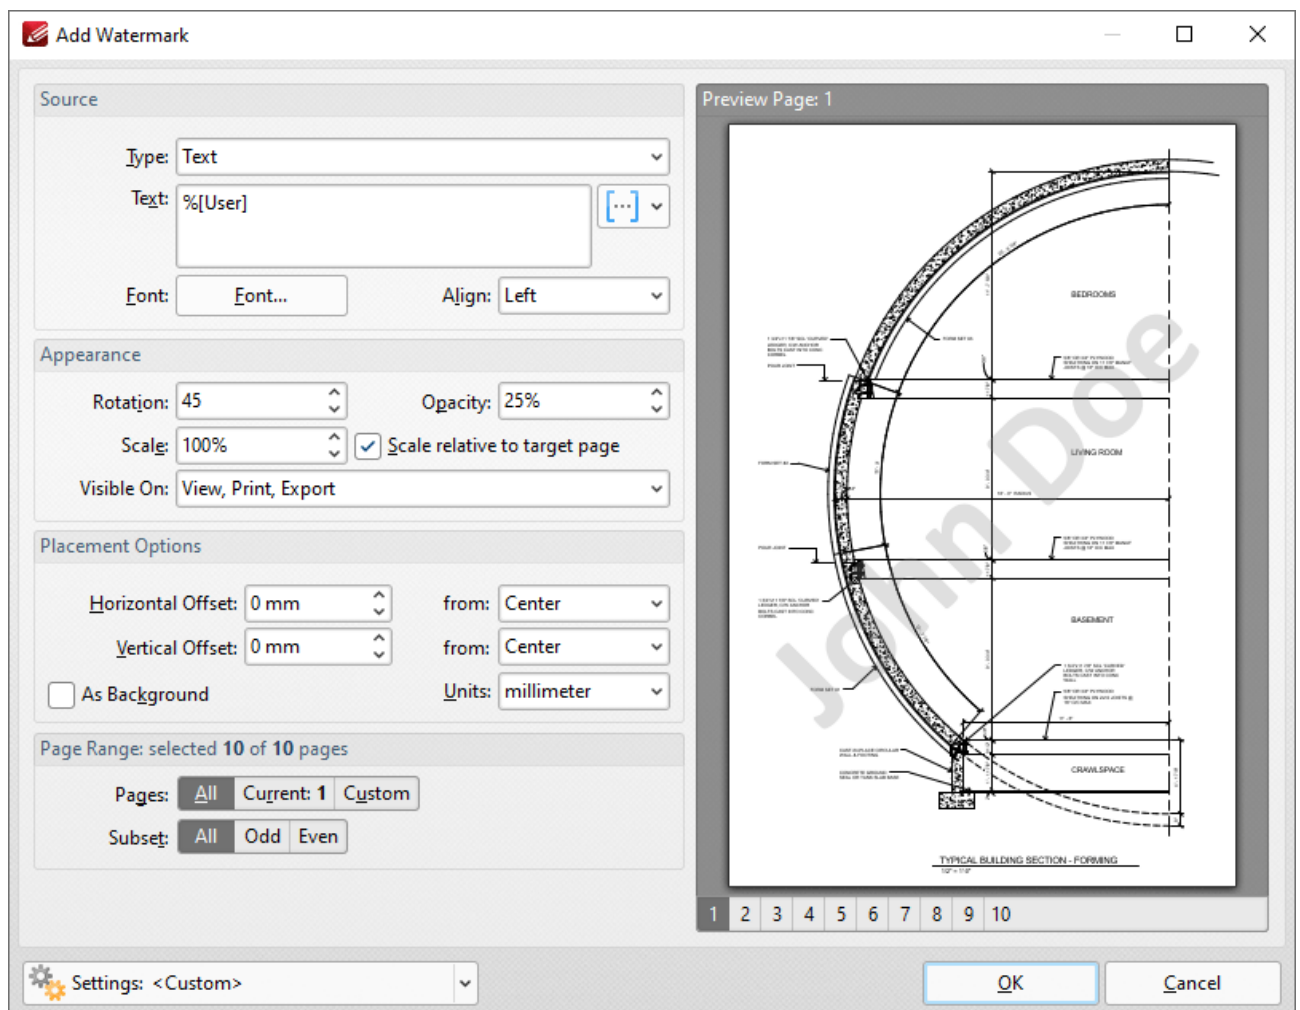 Add Watermark
Source
Type: Text
Text: %[User]
Font: Font... Align: Left
Appearance
Rotation: 45 Opacity: 25%
Scale: 100% Scale relative to target page
Visible On: View, Print, Export
Placement Options
Horizontal Offset: 0 mm from: Center
Vertical Offset: 0 mm from: Center
As Background Units: millimeter
Page Range: selected 10 of 10 pages
Pages: All Current: 1 Custom
Subset: All Odd Even
Preview Page: 1
BEDROOMS
LIVING ROOM
BASEMENT
CRAWLSPACE
John Doe
TYPICAL BUILDING SECTION - FORMING
1/2" = 1'-0"
1 2 3 4 5 6 7 8 9 10
Settings: <Custom>
OK Cancel